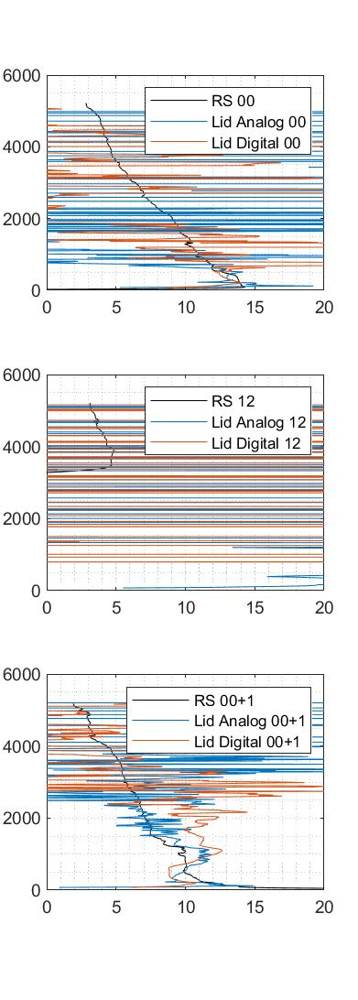 6000
RS 00
Lid Analog 00
Lid Digital 00
4000
2000
0
0 5 10 15 20
6000
RS 12
Lid Analog 12
Lid Digital 12
4000
2000
0
0 5 10 15 20
6000
RS 00+1
Lid Analog 00+1
Lid Digital 00+1
4000
2000
0
0 5 10 15 20